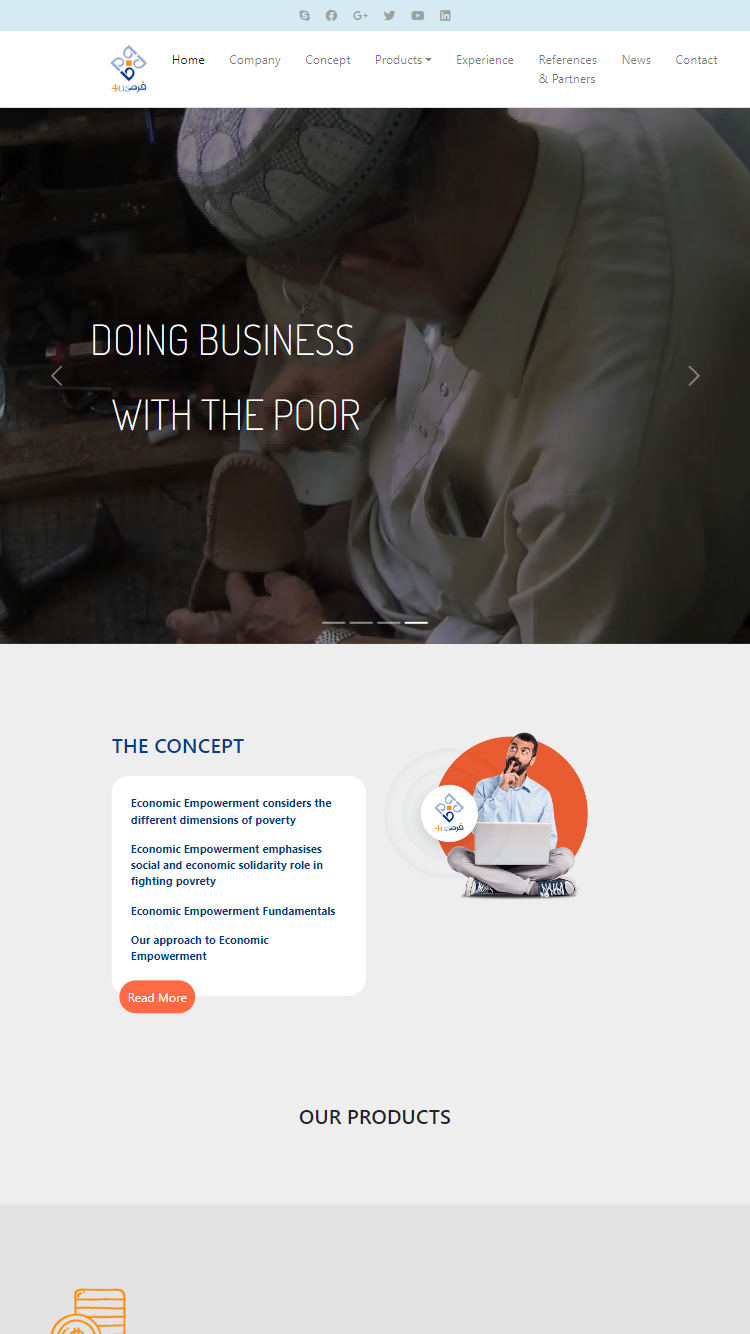 4us فرص
Home
Company
Concept
Products
Experience
References
& Partners
News
Contact
DOING BUSINESS
WITH THE POOR
THE CONCEPT
Economic Empowerment considers the
different dimensions of poverty
Economic Empowerment emphasises
social and economic solidarity role in
fighting povrety
Economic Empowerment Fundamentals
Our approach to Economic
Empowerment
Read More
4us فرص
OUR PRODUCTS